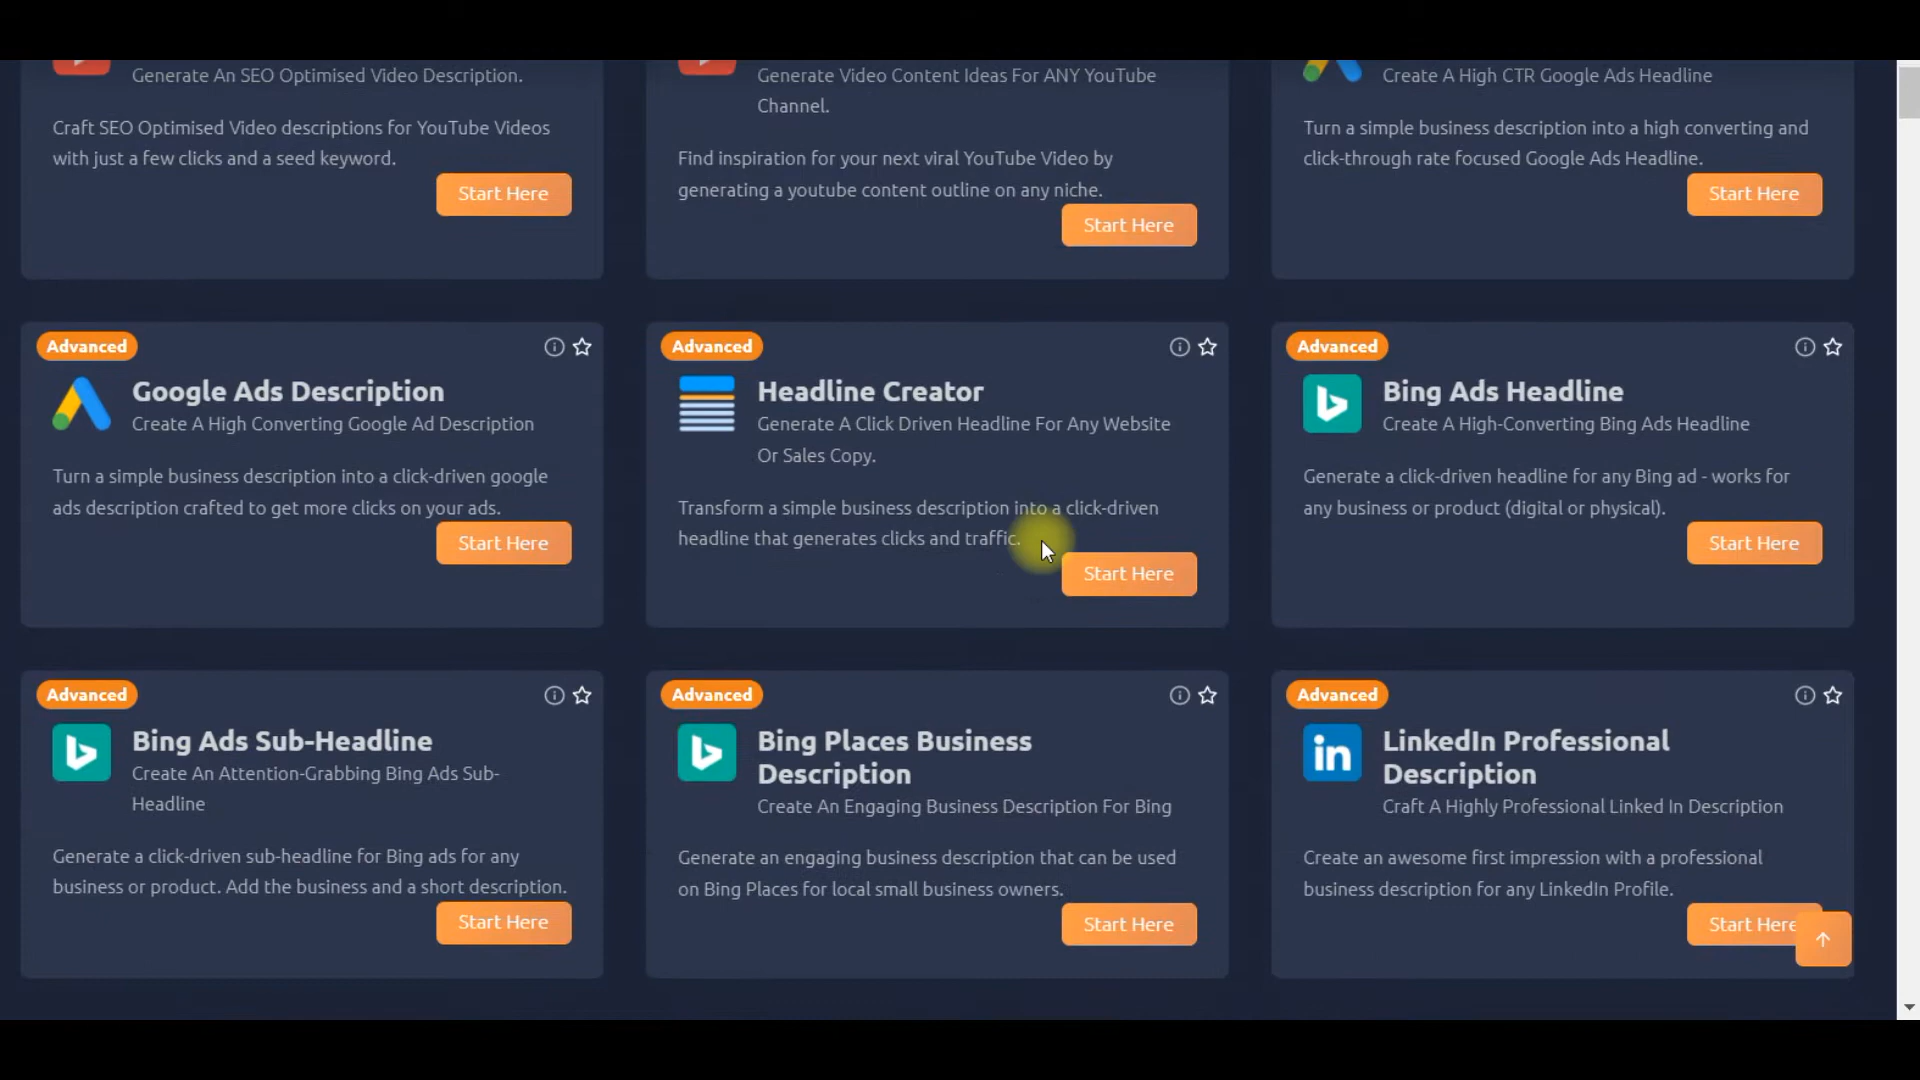 Generate An SEO Optimised Video Description.
Craft SEO Optimised Video descriptions for YouTube Videos
with just a few clicks and a seed keyword.
Start Here
Generate Video Content Ideas For ANY YouTube
Channel.
Find inspiration for your next viral YouTube Video by
generating a youtube content outline on any niche.
Start Here
Create A High CTR Google Ads Headline
Turn a simple business description into a high converting and
click-through rate focused Google Ads Headline.
Start Here
Advanced
Google Ads Description
Create A High Converting Google Ad Description
Turn a simple business description into a click-driven google
ads description crafted to get more clicks on your ads.
Start Here
Advanced
Headline Creator
Generate A Click Driven Headline For Any Website
Or Sales Copy.
Transform a simple business description into a click-driven
headline that generates clicks and traffic.
Start Here
Advanced
Bing Ads Headline
Create A High-Converting Bing Ads Headline
Generate a click-driven headline for any Bing ad - works for
any business or product (digital or physical).
Start Here
Advanced
Bing Ads Sub-Headline
Create An Attention-Grabbing Bing Ads Sub-
Headline
Generate a click-driven sub-headline for Bing ads for any
business or product. Add the business and a short description.
Start Here
Advanced
Bing Places Business
Description
Create An Engaging Business Description For Bing
Generate an engaging business description that can be used
on Bing Places for local small business owners.
Start Here
Advanced
in
LinkedIn Professional
Description
Craft A Highly Professional Linked In Description
Create an awesome first impression with a professional
business description for any LinkedIn Profile.
Start Here